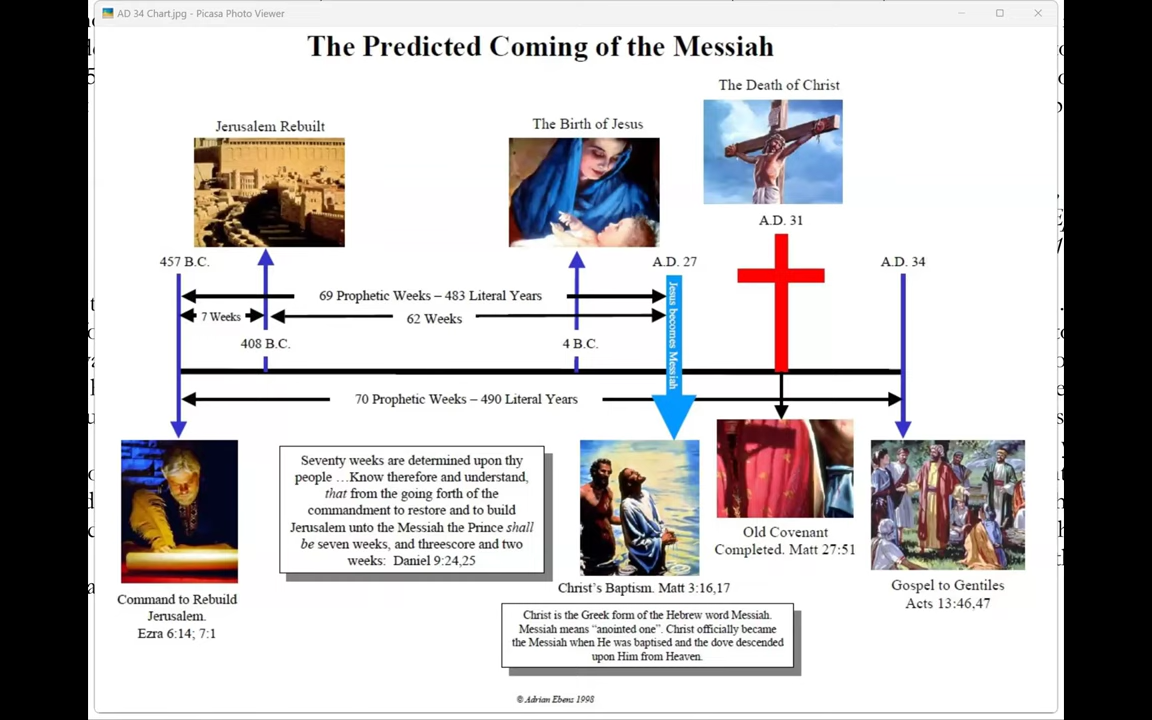 AD 34 Chart.jpg - Picasa Photo Viewer
The Predicted Coming of the Messiah
The Death of Christ
Jerusalem Rebuilt
The Birth of Jesus
A.D. 31
457 B.C.
A.D. 27
A.D. 34
69 Prophetic Weeks – 483 Literal Years
7 Weeks
62 Weeks
Jesus becomes Messiah
408 B.C.
4 B.C.
70 Prophetic Weeks – 490 Literal Years
Seventy weeks are determined upon thy
people …Know therefore and understand,
that from the going forth of the
commandment to restore and to build
Jerusalem unto the Messiah the Prince shall
be seven weeks, and threescore and two
weeks: Daniel 9:24,25
Old Covenant
Completed. Matt 27:51
Christ's Baptism. Matt 3:16,17
Gospel to Gentiles
Acts 13:46,47
Command to Rebuild
Jerusalem.
Ezra 6:14; 7:1
Christ is the Greek form of the Hebrew word Messiah.
Messiah means “anointed one”. Christ officially became
the Messiah when He was baptised and the dove descended
upon Him from Heaven.
© Adrian Ebens 1998